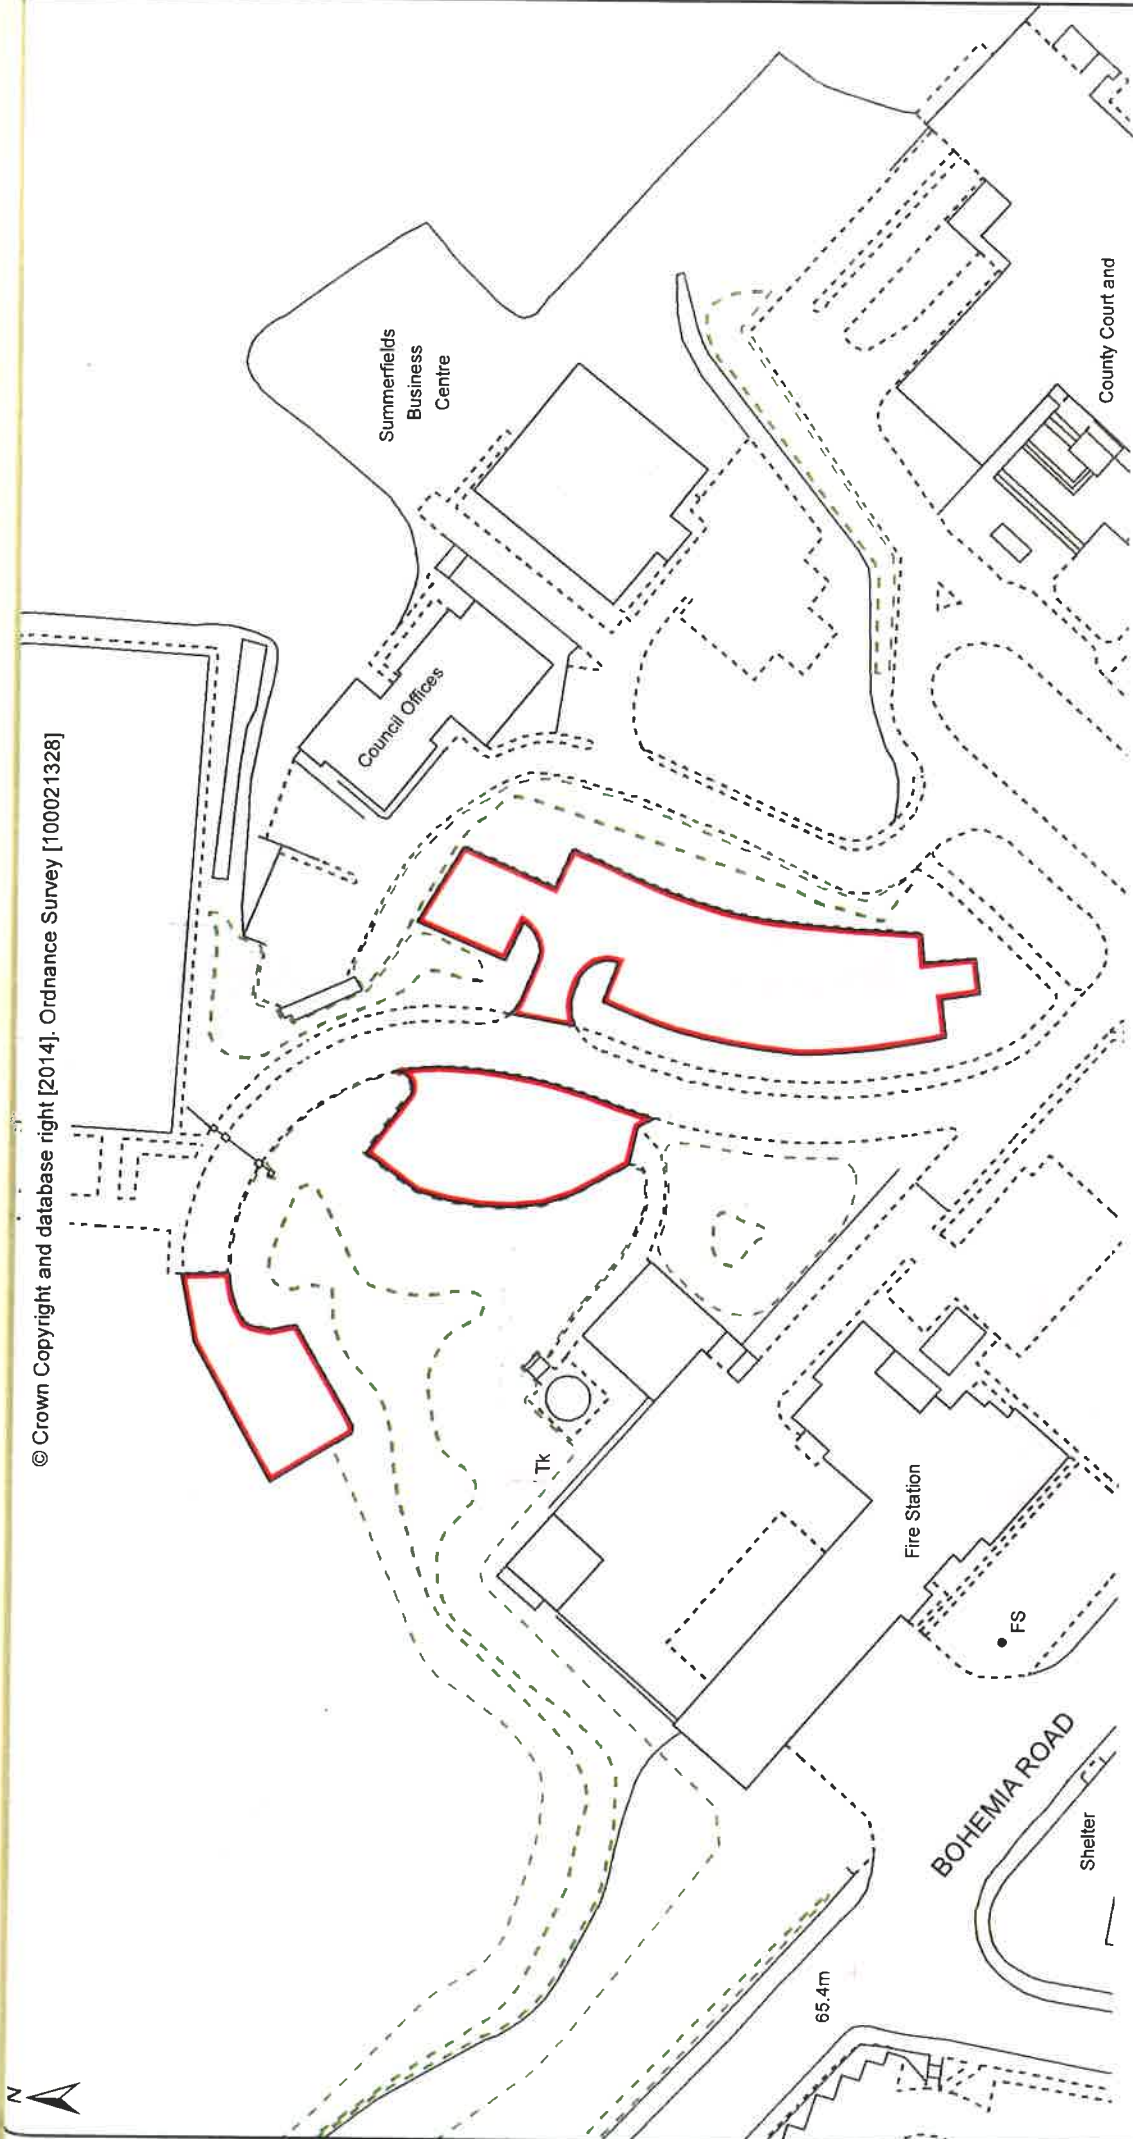 © Crown Copyright and database right [2014]. Ordnance Survey [100021328]
N
Summerfields
Business
Centre
Council Offices
County Court and
Tk
Fire Station
FS
BOHEMIA ROAD
Shelter
65.4m